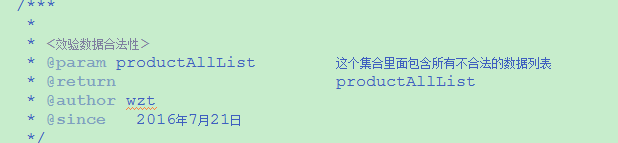 /***
*
* <效验数据合法性>
* @param productAllList 这个集合里面包含所有不合法的数据列表
* @return productAllList
* @author wzt
* @since 2016年7月21日
*/